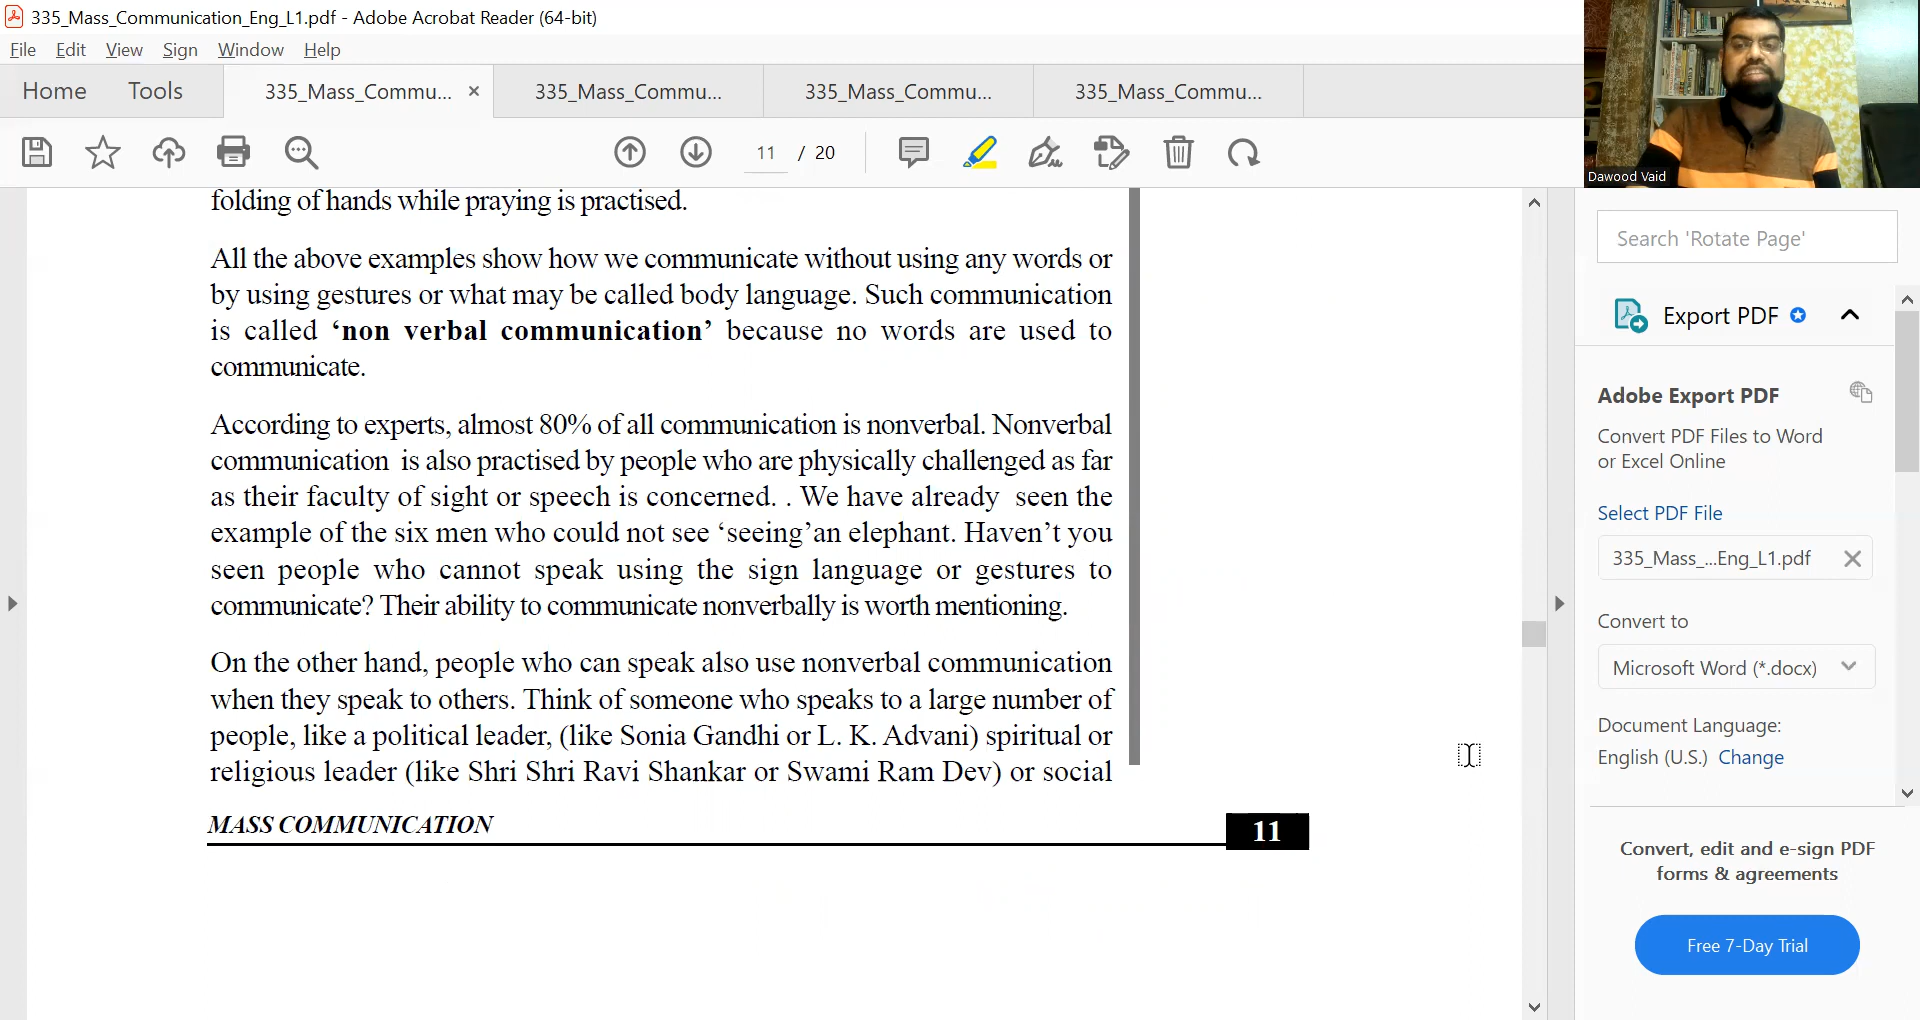 335_Mass_Communication_Eng_L1.pdf - Adobe Acrobat Reader (64-bit)
File Edit View Sign Window Help
Home Tools 335_Mass_Commu... × 335_Mass_Commu... 335_Mass_Commu... 335_Mass_Commu...
11 / 20
Dawood Vaid
folding of hands while praying is practised.
All the above examples show how we communicate without using any words or
by using gestures or what may be called body language. Such communication
is called ‘non verbal communication’ because no words are used to
communicate.
According to experts, almost 80% of all communication is nonverbal. Nonverbal
communication is also practised by people who are physically challenged as far
as their faculty of sight or speech is concerned. . We have already seen the
example of the six men who could not see ‘seeing’an elephant. Haven’t you
seen people who cannot speak using the sign language or gestures to
communicate? Their ability to communicate nonverbally is worth mentioning.
On the other hand, people who can speak also use nonverbal communication
when they speak to others. Think of someone who speaks to a large number of
people, like a political leader, (like Sonia Gandhi or L. K. Advani) spiritual or
religious leader (like Shri Shri Ravi Shankar or Swami Ram Dev) or social
MASS COMMUNICATION
11
Search 'Rotate Page'
Export PDF
Adobe Export PDF
Convert PDF Files to Word
or Excel Online
Select PDF File
335_Mass_...Eng_L1.pdf
Convert to
Microsoft Word (*.docx)
Document Language:
English (U.S.) Change
Convert, edit and e-sign PDF
forms & agreements
Free 7-Day Trial